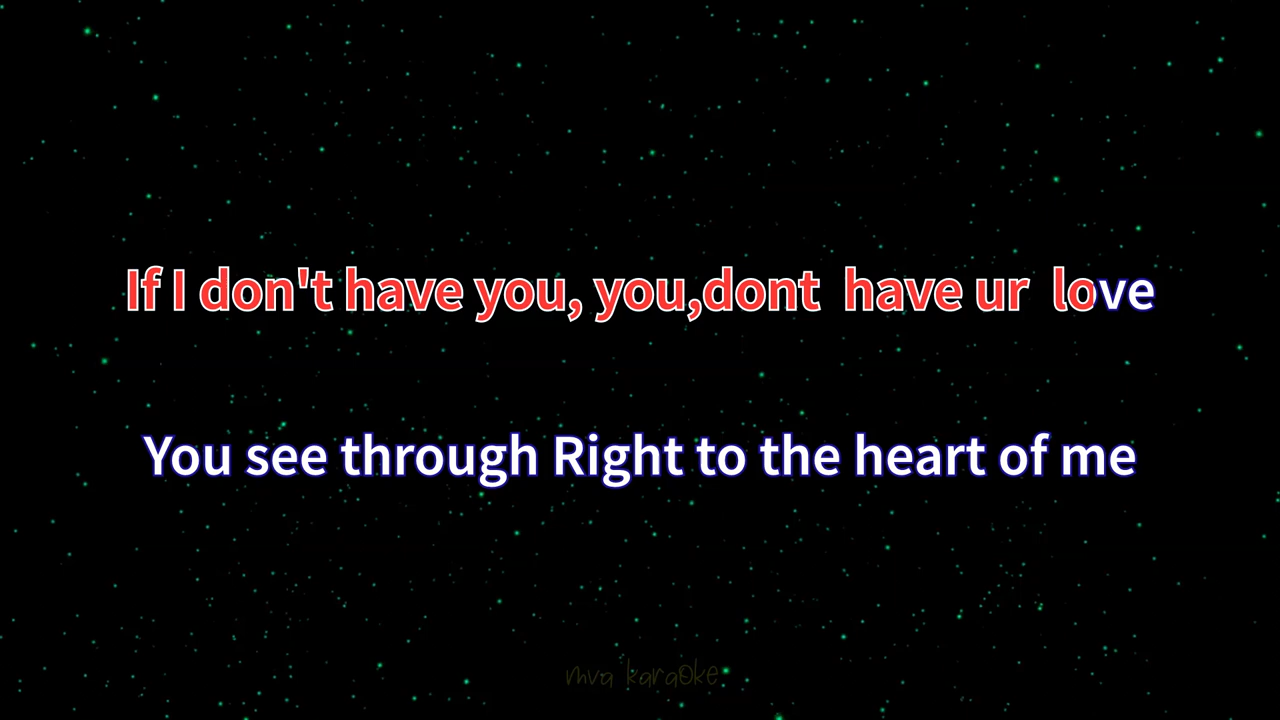 If I don't have you, you,dont  have ur  love
You see through Right to the heart of me
mva karaoke